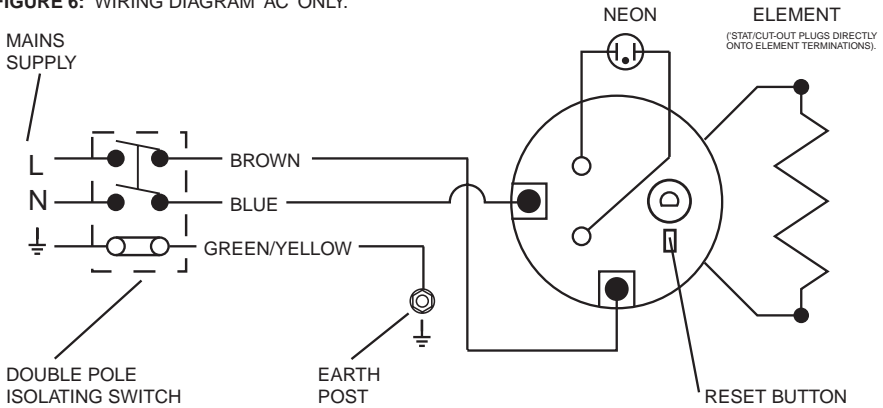 FIGURE 6: WIRING DIAGRAM 'AC' ONLY.
NEON
ELEMENT
('STAT/CUT-OUT PLUGS DIRECTLY
ONTO ELEMENT TERMINATIONS).
MAINS
SUPPLY
L
BROWN
N
BLUE
GREEN/YELLOW
DOUBLE POLE
ISOLATING SWITCH
EARTH
POST
RESET BUTTON